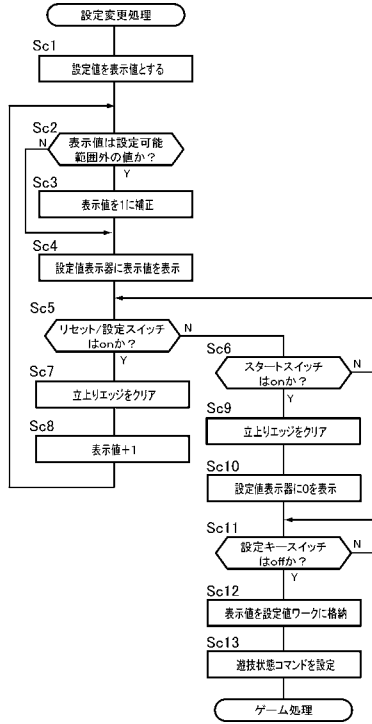 設定変更処理
Sc1
設定値を表示値とする
Sc2
N
表示値は設定可能
範囲外の値か?
Y
Sc3
表示値を1に補正
Sc4
設定値表示器に表示値を表示
Sc5
リセット/設定スイッチ
はonか?
N
Y
Sc6
スタートスイッチ
はonか?
N
Y
Sc7
立上りエッジをクリア
Sc8
表示値+1
Sc9
立上りエッジをクリア
Sc10
設定値表示器に0を表示
Sc11
設定キースイッチ
はoffか?
N
Y
Sc12
表示値を設定値ワークに格納
Sc13
遊技状態コマンドを設定
ゲーム処理